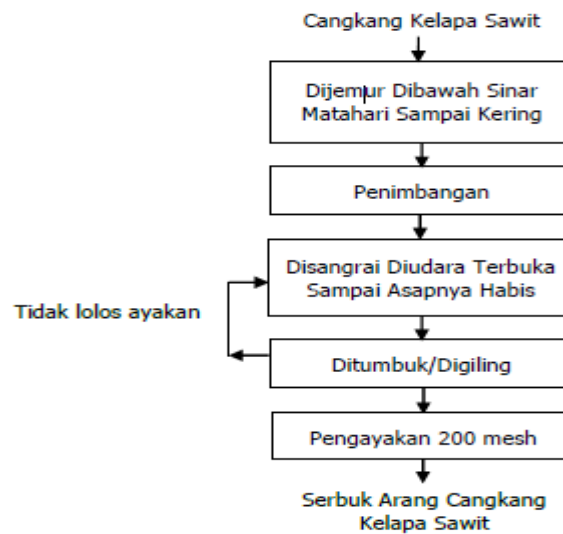 Cangkang Kelapa Sawit
Dijemur Dibawah Sinar
Matahari Sampai Kering
Penimbangan
Disangrai Diudara Terbuka
Sampai Asapnya Habis
Tidak lolos ayakan
Ditumbuk/Digiling
Pengayakan 200 mesh
Serbuk Arang Cangkang
Kelapa Sawit